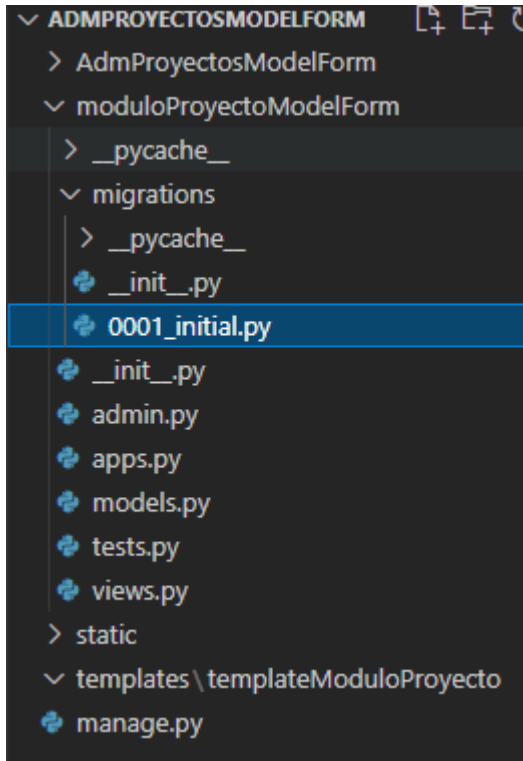 ADMPROYECTOSMODELFORM
AdmProyectosModelForm
moduloProyectoModelForm
__pycache__
migrations
__pycache__
__init__.py
0001_initial.py
__init__.py
admin.py
apps.py
models.py
tests.py
views.py
static
templates\templateModuloProyecto
manage.py